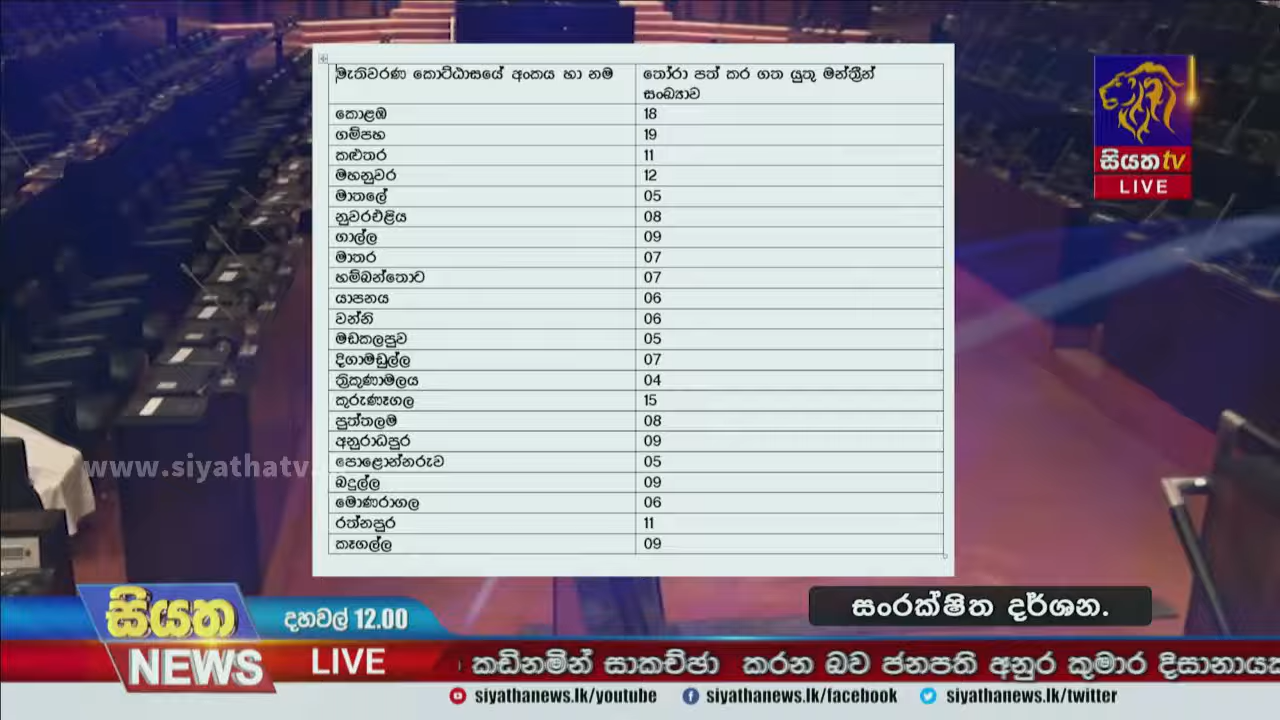 මැතිවරණ කොට්ඨාසයේ අංකය හා නම තෝරා පත් කර ගත යුතු මන්ත්‍රීන්
සංඛ්‍යාව
කොළඹ 18
ගම්පහ 19
කළුතර 11
මහනුවර 12
මාතලේ 05
නුවරඑළිය 08
ගාල්ල 09
මාතර 07
හම්බන්තොට 07
යාපනය 06
වන්නි 06
මඩකලපුව 05
දිගාමඩුල්ල 07
ත්‍රිකුණාමලය 04
කුරුණෑගල 15
පුත්තලම 08
අනුරාධපුර 09
පොළොන්නරුව 05
බදුල්ල 09
මොණරාගල 06
රත්නපුර 11
කෑගල්ල 09
සියත tv
LIVE
www.siyathatv.
සංරක්ෂිත දර්ශන.
සියත
NEWS
දහවල් 12.00
LIVE
කඩිනමින් සාකච්ඡා කරන බව ජනපති අනුර කුමාර දිසානායක
siyathanews.lk/youtube siyathanews.lk/facebook siyathanews.lk/twitter